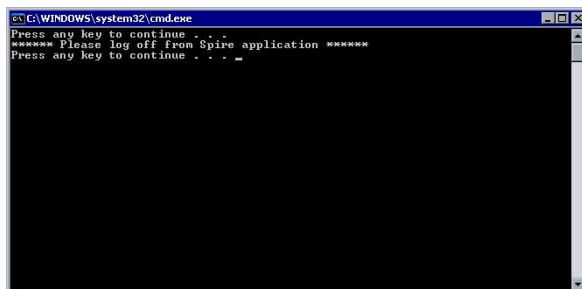 C:\WINDOWS\system32\cmd.exe
Press any key to continue . . .
****** Please log off from Spire application ******
Press any key to continue . . . _